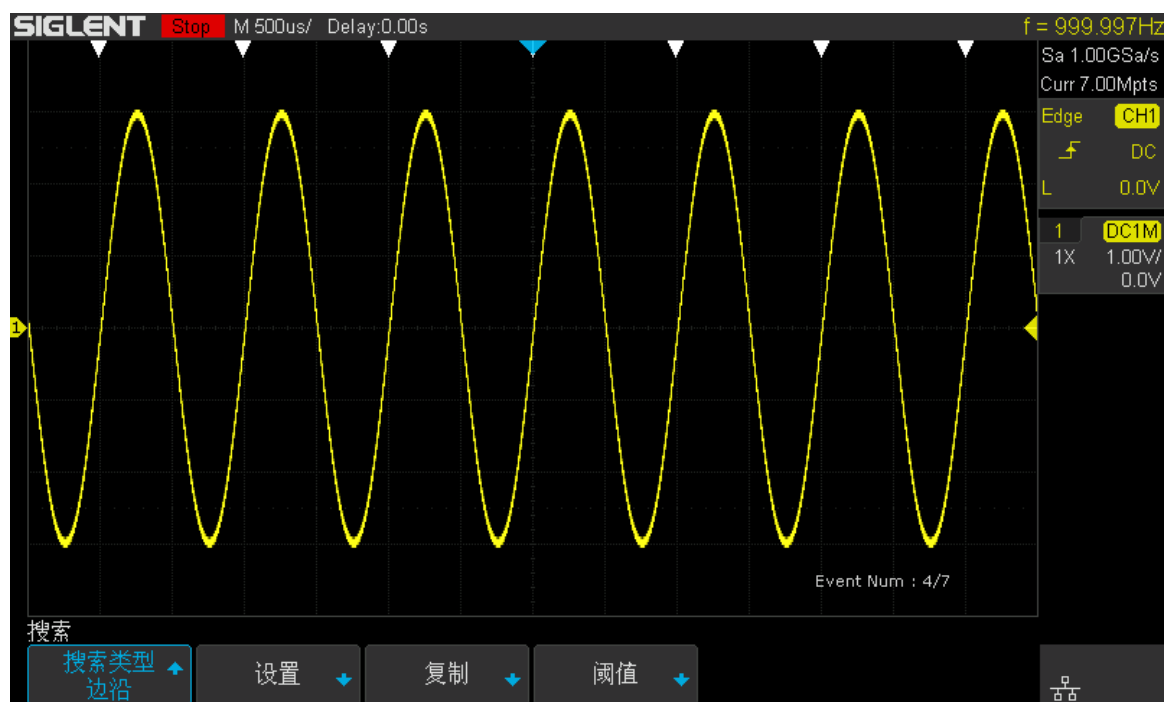 SIGLENT Stop M 500us/ Delay:0.00s f = 999.997Hz
Sa 1.00GSa/s
Curr 7.00Mpts
Edge CH1
DC
L 0.0V
1 DC1M
1X 1.00V/
0.0V
1
Event Num : 4/7
搜索
搜索类型
边沿
设置
复制
阈值